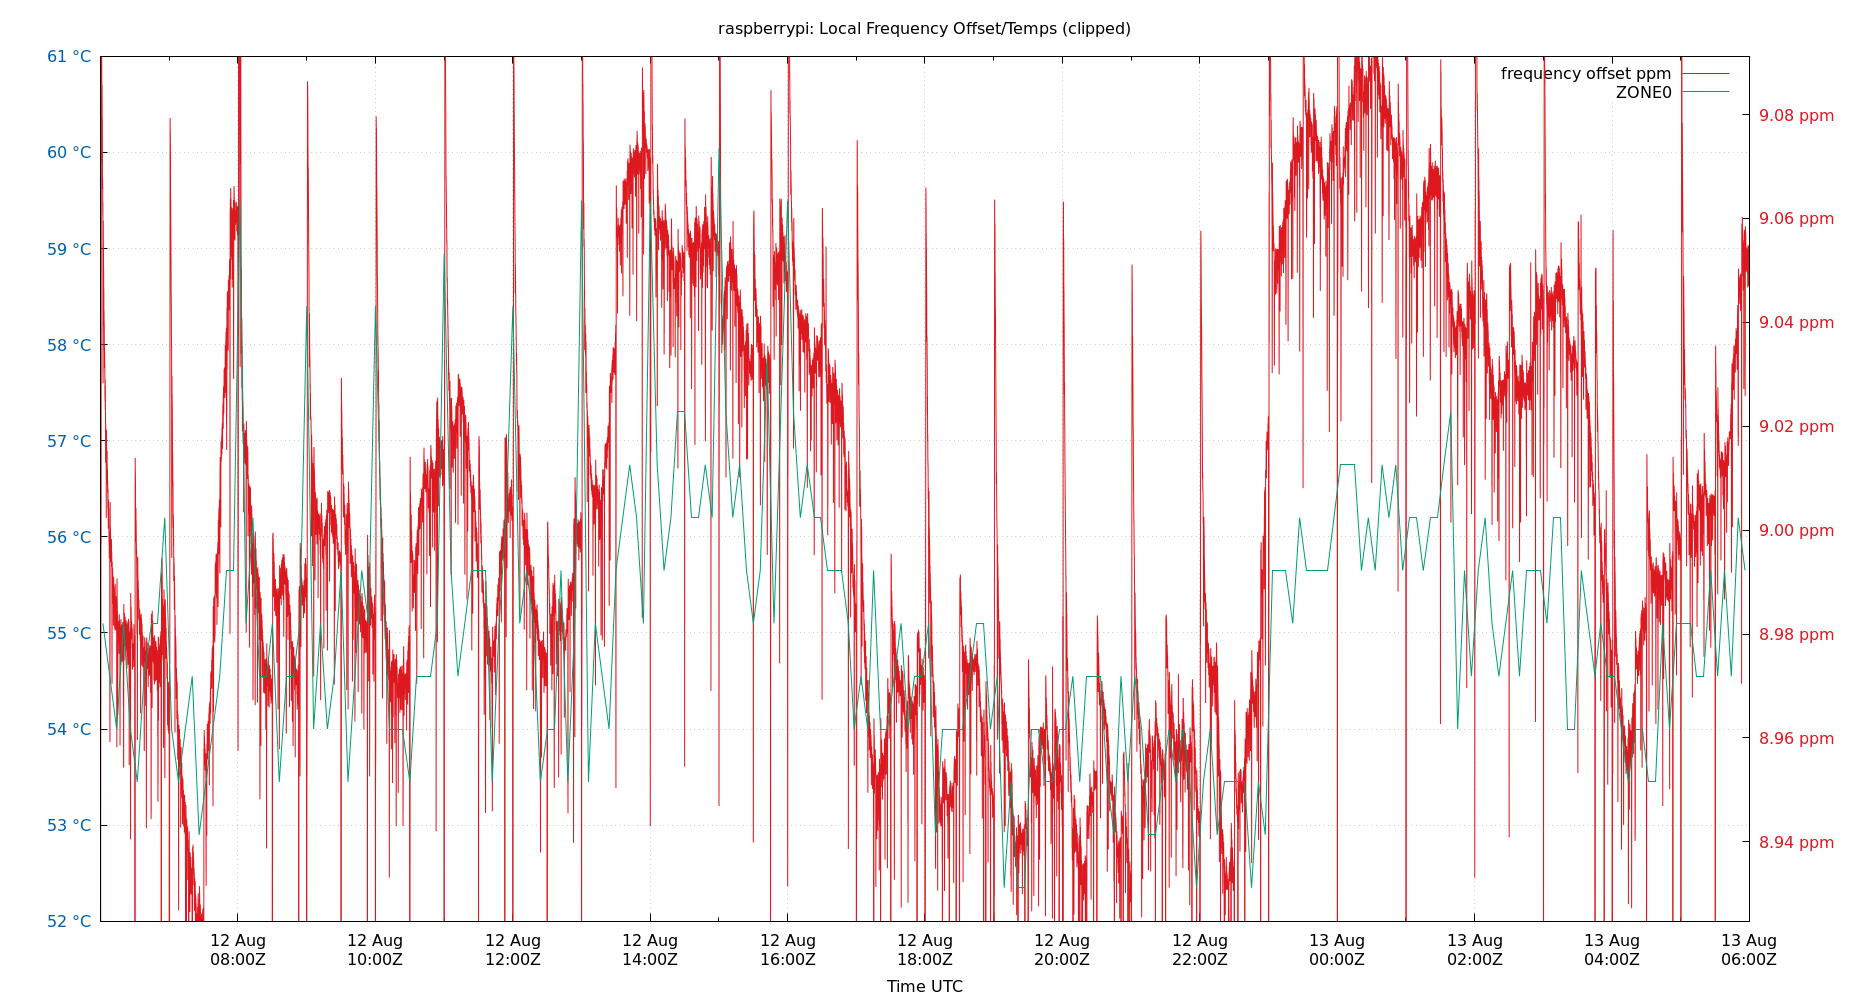 raspberrypi: Local Frequency Offset/Temps (clipped)
61 °C
60 °C
59 °C
58 °C
57 °C
56 °C
55 °C
54 °C
53 °C
52 °C
frequency offset ppm
ZONE0
9.08 ppm
9.06 ppm
9.04 ppm
9.02 ppm
9.00 ppm
8.98 ppm
8.96 ppm
8.94 ppm
12 Aug 12 Aug 12 Aug 12 Aug 12 Aug 12 Aug 12 Aug 12 Aug 13 Aug 13 Aug 13 Aug 13 Aug
08:00Z 10:00Z 12:00Z 14:00Z 16:00Z 18:00Z 20:00Z 22:00Z 00:00Z 02:00Z 04:00Z 06:00Z
Time UTC